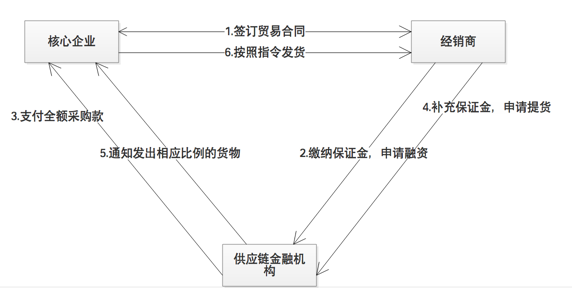 核心企业
1.签订贸易合同
经销商
6.按照指令发货
3.支付全额采购款
4.补充保证金，申请提货
5.通知发出相应比例的货物
2.缴纳保证金，申请融资
供应链金融机
构